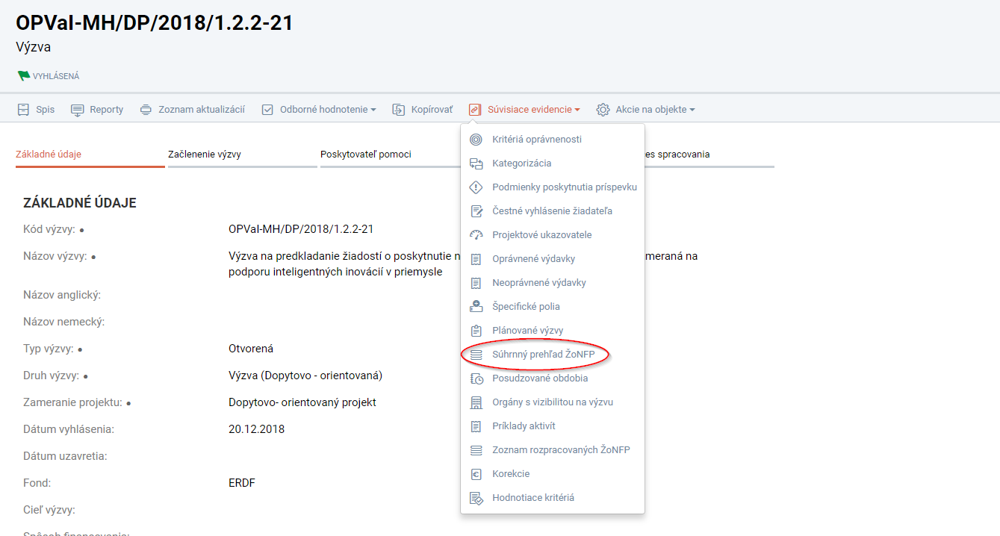 OPVaI-MH/DP/2018/1.2.2-21
Výzva
VYHLÁSENÁ
Spis Reporty Zoznam aktualizácií Odborné hodnotenie Kopírovať Súvisiace evidencie Akcie na objekte
Základné údaje Začlenenie výzvy Poskytovateľ pomoci es spracovania
Kritériá oprávnenosti
Kategorizácia
Podmienky poskytnutia príspevku
Čestné vyhlásenie žiadateľa
Projektové ukazovatele
Oprávnené výdavky
Neoprávnené výdavky
Špecifické polia
Plánované výzvy
Súhrnný prehľad ŽoNFP
Posudzované obdobia
Orgány s vizibilitou na výzvu
Príklady aktivít
Zoznam rozpracovaných ŽoNFP
Korekcie
Hodnotiace kritériá
ZÁKLADNÉ ÚDAJE
Kód výzvy: OPVaI-MH/DP/2018/1.2.2-21
Názov výzvy: Výzva na predkladanie žiadostí o poskytnutie n meraná na
podporu inteligentných inovácií v priemysle
Názov anglický:
Názov nemecký:
Typ výzvy: Otvorená
Druh výzvy: Výzva (Dopytovo - orientovaná)
Zameranie projektu: Dopytovo- orientovaný projekt
Dátum vyhlásenia: 20.12.2018
Dátum uzavretia:
Fond: ERDF
Cieľ výzvy:
Spôsob financovania: